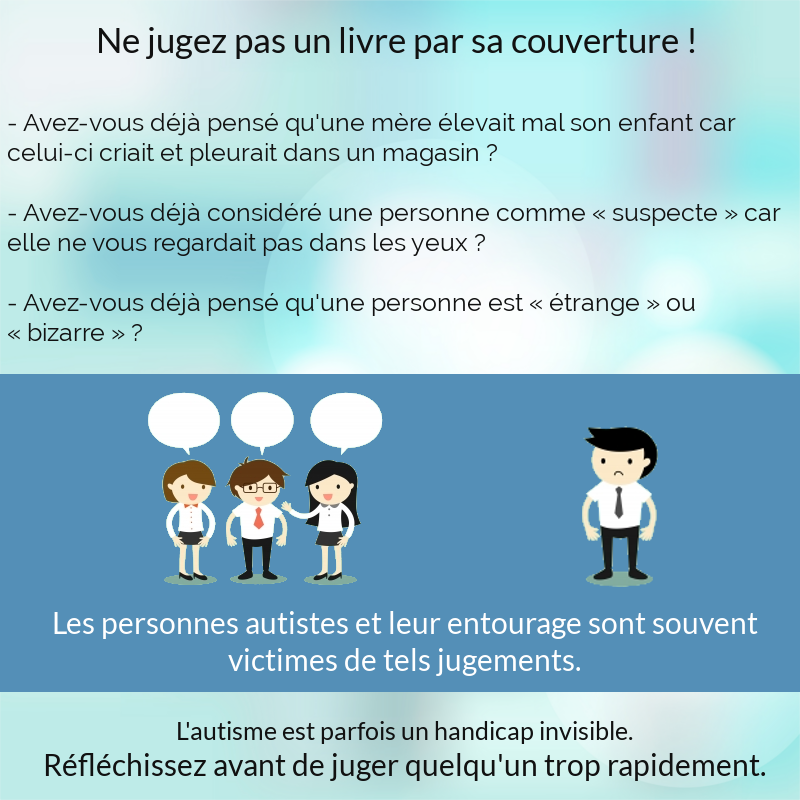 Ne jugez pas un livre par sa couverture !
- Avez-vous déjà pensé qu'une mère élevait mal son enfant car
celui-ci criait et pleurait dans un magasin ?
- Avez-vous déjà considéré une personne comme « suspecte » car
elle ne vous regardait pas dans les yeux ?
- Avez-vous déjà pensé qu'une personne est « étrange » ou
« bizarre » ?
Les personnes autistes et leur entourage sont souvent
victimes de tels jugements.
L'autisme est parfois un handicap invisible.
Réfléchissez avant de juger quelqu'un trop rapidement.